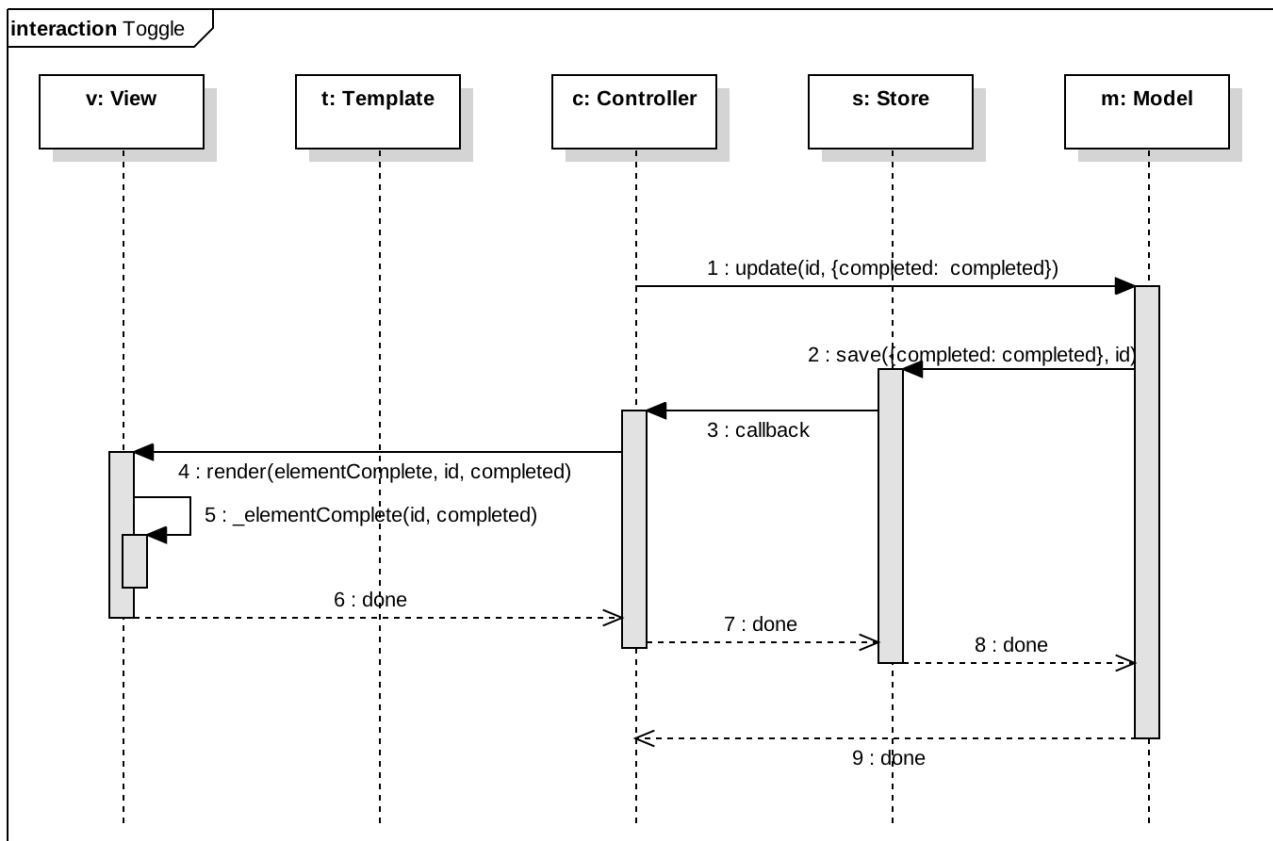 interaction Toggle
v: View
t: Template
c: Controller
s: Store
m: Model
1 : update(id, {completed:  completed})
2 : save({completed: completed}, id)
3 : callback
4 : render(elementComplete, id, completed)
5 : _elementComplete(id, completed)
6 : done
7 : done
8 : done
9 : done